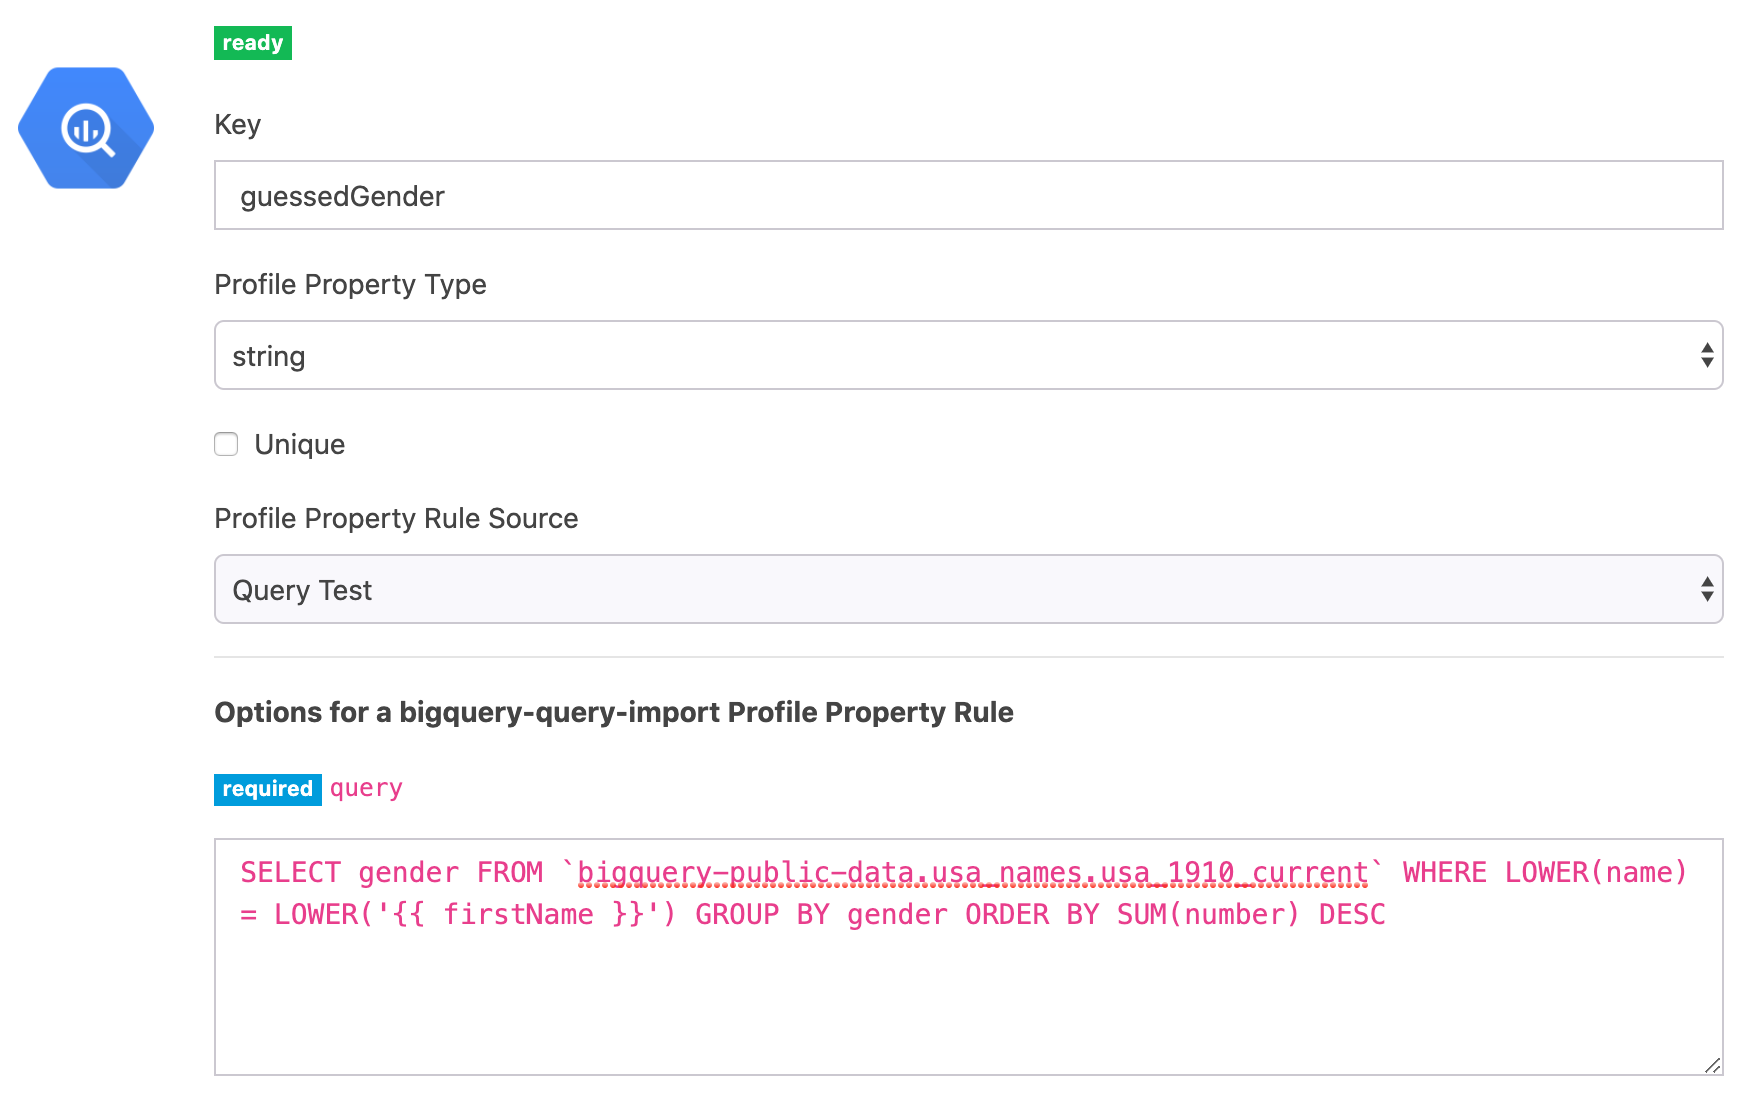 ready
Key
guessedGender
Profile Property Type
string
Unique
Profile Property Rule Source
Query Test
Options for a bigquery-query-import Profile Property Rule
required query
SELECT gender FROM `bigquery-public-data.usa_names.usa_1910_current` WHERE LOWER(name)
= LOWER('{{ firstName }}') GROUP BY gender ORDER BY SUM(number) DESC